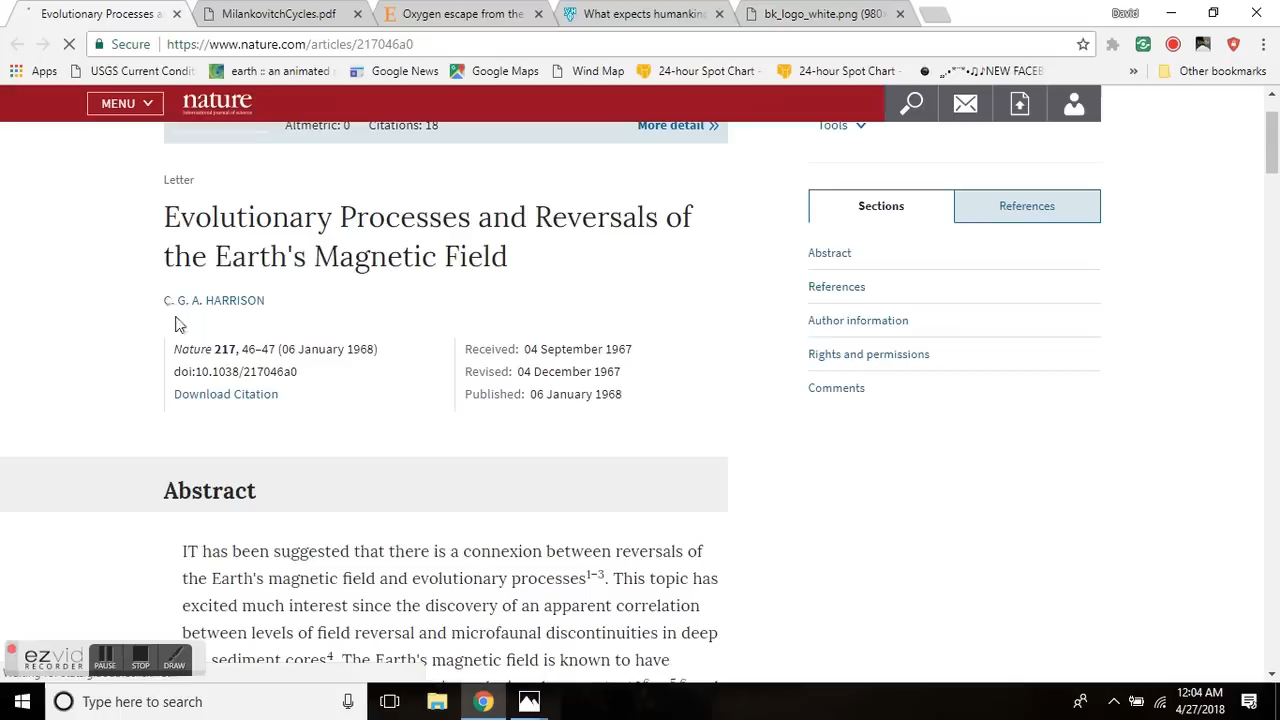 Evolutionary Processes a
MilankovitchCycles.pdf
Oxygen escape from the
What expects humankin
bk_logo_white.png (980×
David
Secure
https://www.nature.com/articles/217046a0
Apps
USGS Current Condit
earth :: an animated
Google News
Google Maps
Wind Map
24-hour Spot Chart -
24-hour Spot Chart -
NEW FACEB
Other bookmarks
MENU
nature
International journal of science
Altmetric: 0 Citations: 18
More detail »
Tools
Letter
Evolutionary Processes and Reversals of
the Earth's Magnetic Field
C. G. A. HARRISON
Nature 217, 46–47 (06 January 1968)
doi:10.1038/217046a0
Download Citation
Received: 04 September 1967
Revised: 04 December 1967
Published: 06 January 1968
Sections
References
Abstract
References
Author information
Rights and permissions
Comments
Abstract
IT has been suggested that there is a connexion between reversals of
the Earth's magnetic field and evolutionary processes1–3. This topic has
excited much interest since the discovery of an apparent correlation
between levels of field reversal and microfaunal discontinuities in deep
sediment cores4. The Earth's magnetic field is known to have
ezvid
RECORDER
PAUSE
STOP
DRAW
Type here to search
12:04 AM
4/27/2018